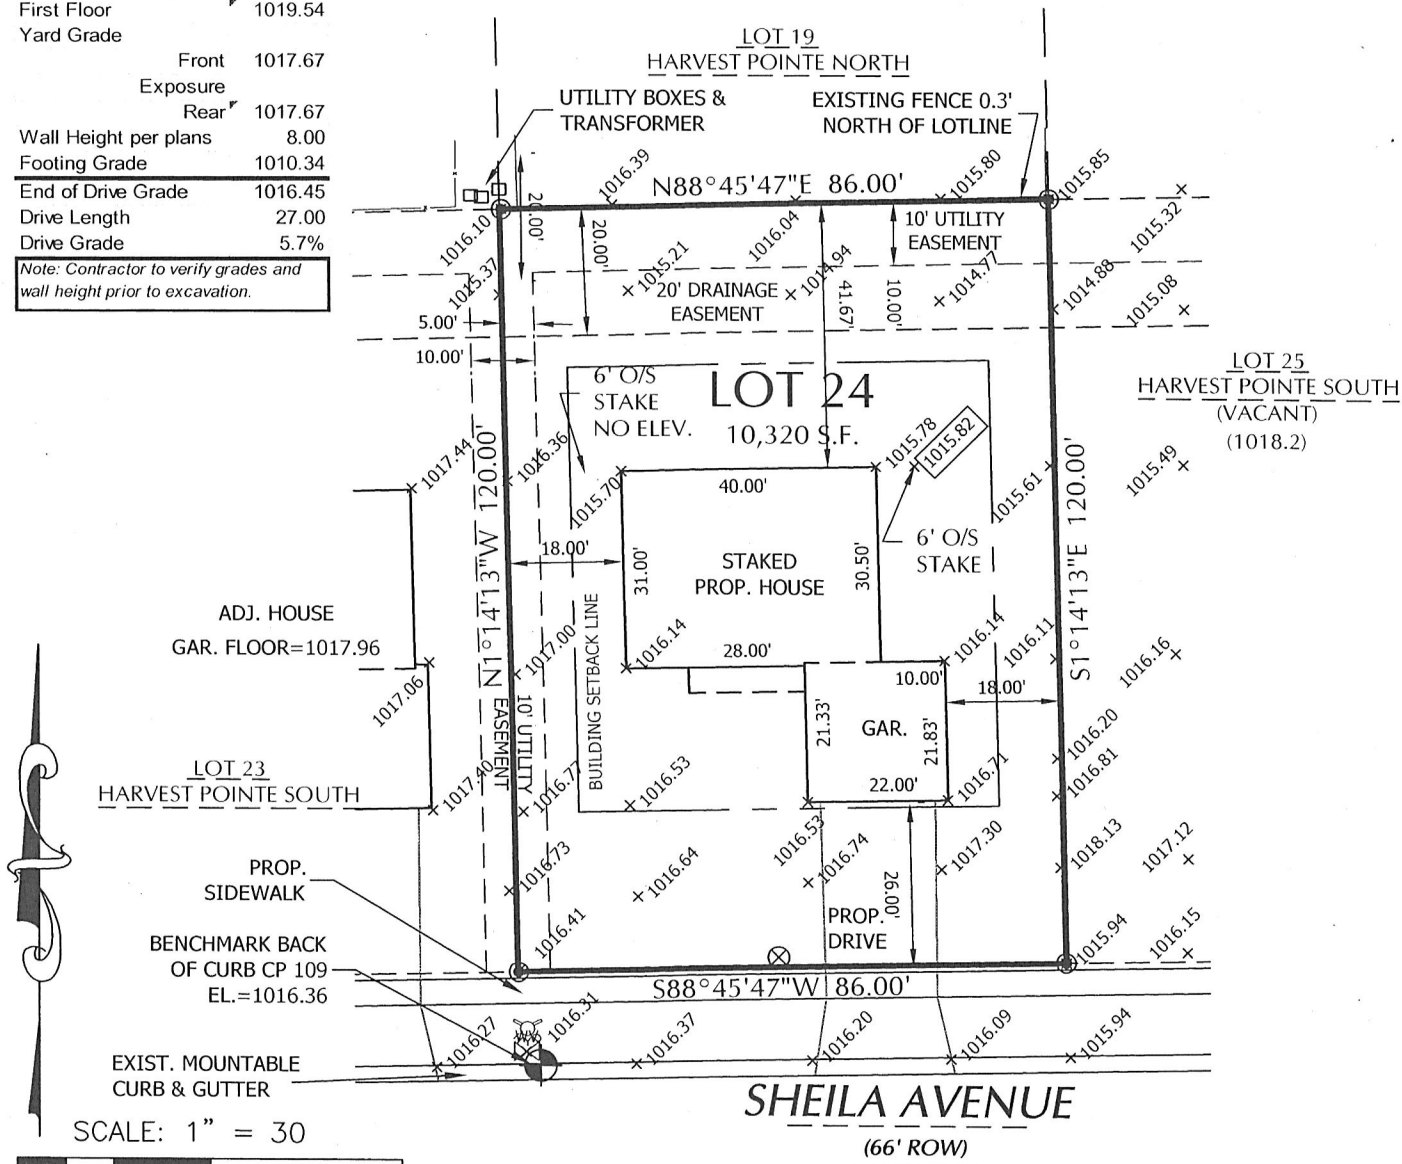 First Floor 1019.54
Yard Grade
Front 1017.67
Exposure
Rear 1017.67
Wall Height per plans 8.00
Footing Grade 1010.34
End of Drive Grade 1016.45
Drive Length 27.00
Drive Grade 5.7%
Note: Contractor to verify grades and
wall height prior to excavation.
LOT 19
HARVEST POINTE NORTH
UTILITY BOXES &
TRANSFORMER
EXISTING FENCE 0.3'
NORTH OF LOTLINE
1016.39
N88°45'47"E 86.00'
1015.80
1015.85
1016.10
20.00'
20.00'
1016.04
10' UTILITY
EASEMENT
1015.32
1015.37
1015.21
1014.94
1014.77
1014.88
1015.08
20' DRAINAGE
EASEMENT
41.67'
10.00'
5.00'
10.00'
6' O/S
STAKE
NO ELEV.
LOT 24
10,320 S.F.
LOT 25
HARVEST POINTE SOUTH
(VACANT)
(1018.2)
1017.44
1016.36
1015.78
1015.82
1015.70
40.00'
1015.61
1015.49
N1°14'13"W 120.00'
S1°14'13"E 120.00'
18.00'
31.00'
STAKED
PROP. HOUSE
30.50'
6' O/S
STAKE
ADJ. HOUSE
GAR. FLOOR=1017.96
BUILDING SETBACK LINE
1017.00
1016.14
28.00'
1016.14
1016.11
1016.16
1017.06
10.00'
18.00'
10' UTILITY
EASEMENT
21.33'
GAR.
21.83'
1016.20
LOT 23
HARVEST POINTE SOUTH
1017.40
1016.77
1016.53
22.00'
1016.71
1016.81
1016.53
PROP.
SIDEWALK
1016.73
1016.64
1016.74
1017.30
1018.13
1017.12
26.00'
PROP.
DRIVE
BENCHMARK BACK
OF CURB CP 109
EL.=1016.36
1016.41
1015.94
1016.15
S88°45'47"W 86.00'
1016.27
1016.31
1016.37
1016.20
1016.09
1015.94
EXIST. MOUNTABLE
CURB & GUTTER
SHEILA AVENUE
(66' ROW)
SCALE: 1" = 30